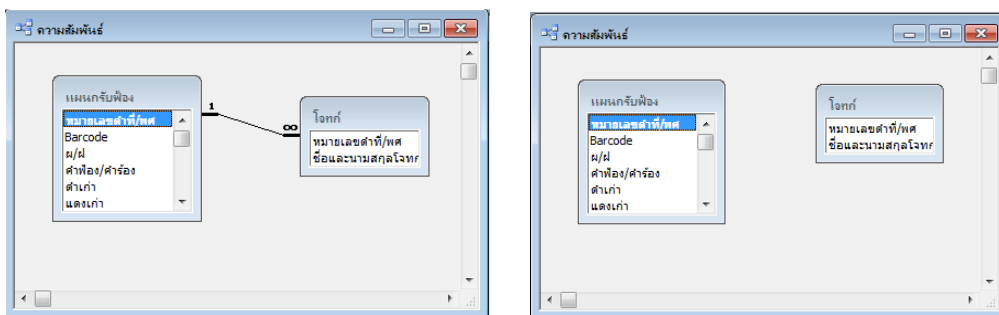 ความสัมพันธ์
แผนกรับฟ้อง
หมายเลขดำที่/พศ
Barcode
ผ/ฝ
คำฟ้อง/คำร้อง
ดำเก่า
แดงเก่า
1
∞
โจทก์
หมายเลขดำที่/พศ
ชื่อและนามสกุลโจทก
ความสัมพันธ์
แผนกรับฟ้อง
หมายเลขดำที่/พศ
Barcode
ผ/ฝ
คำฟ้อง/คำร้อง
ดำเก่า
แดงเก่า
โจทก์
หมายเลขดำที่/พศ
ชื่อและนามสกุลโจทก